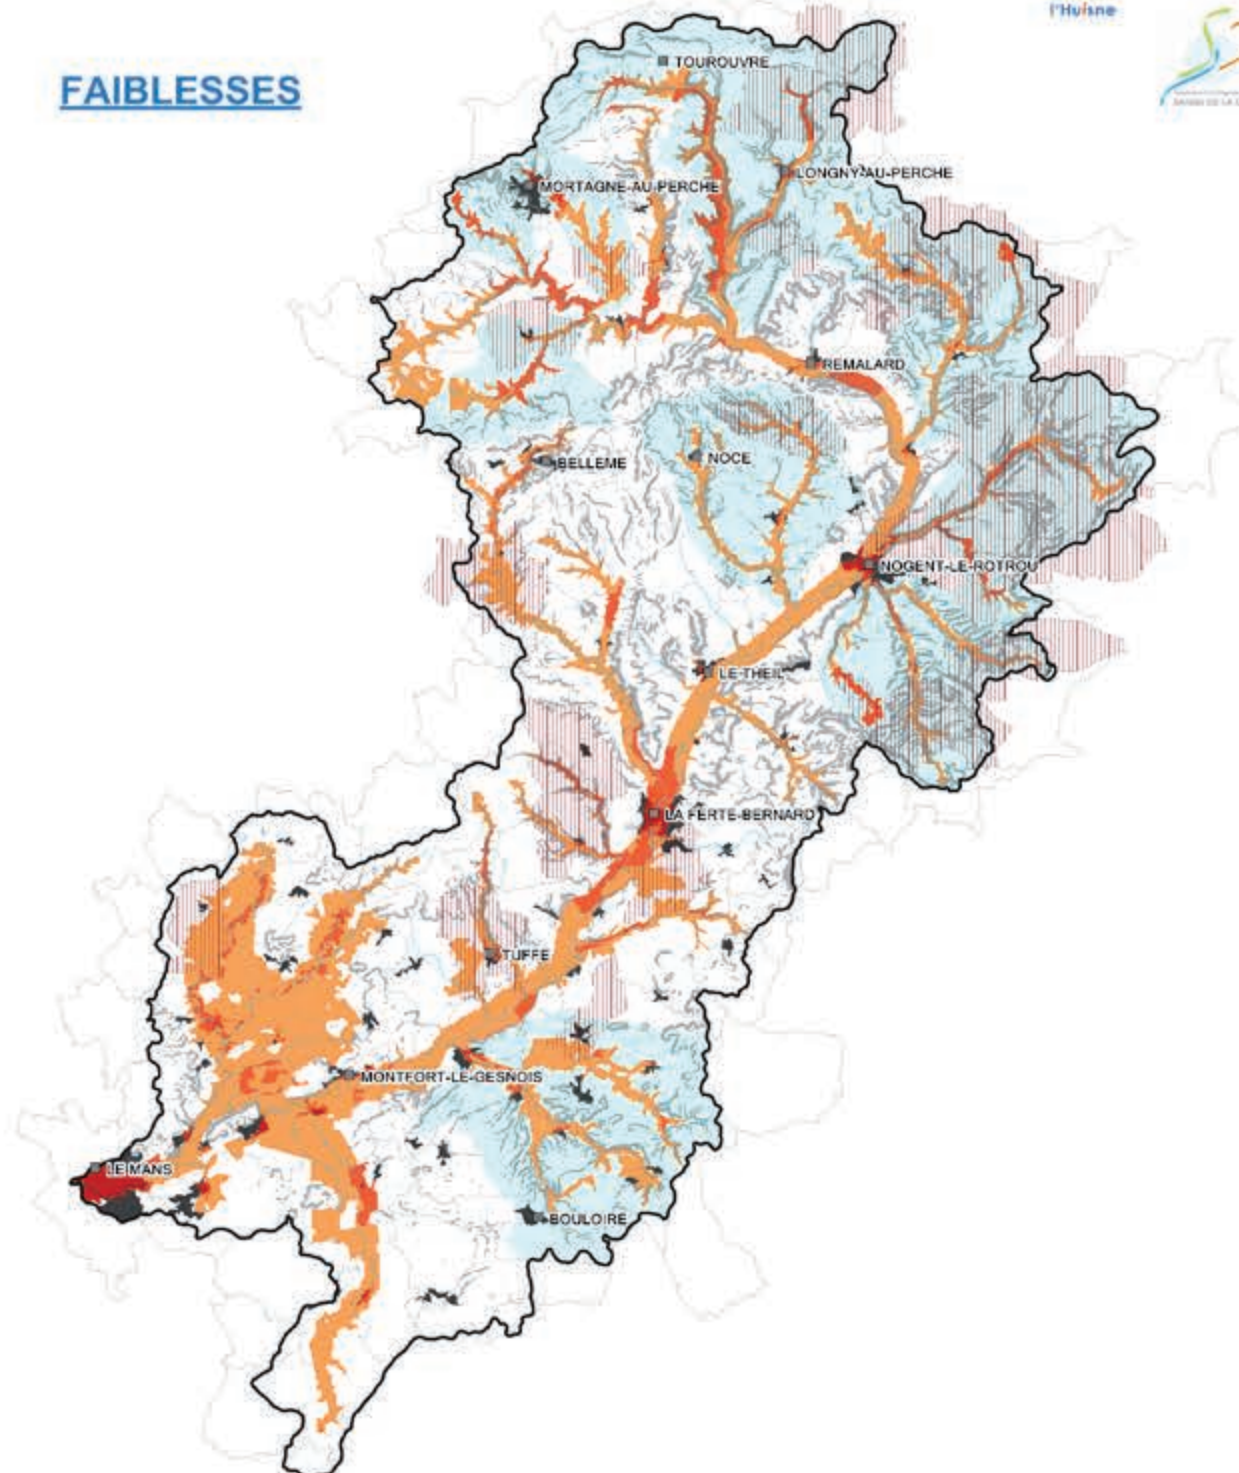 l'Huisne
FAIBLESSES
TOUROUVRE
LONGNY-AU-PERCHE
MORTAGNE-AU-PERCHE
REMALARD
BELLEME
NOCE
NOGENT-LE-ROTROU
LE THEIL
LA FERTE-BERNARD
TUFFE
MONTFORT-LE-GESNOIS
LE MANS
BOULOIRE